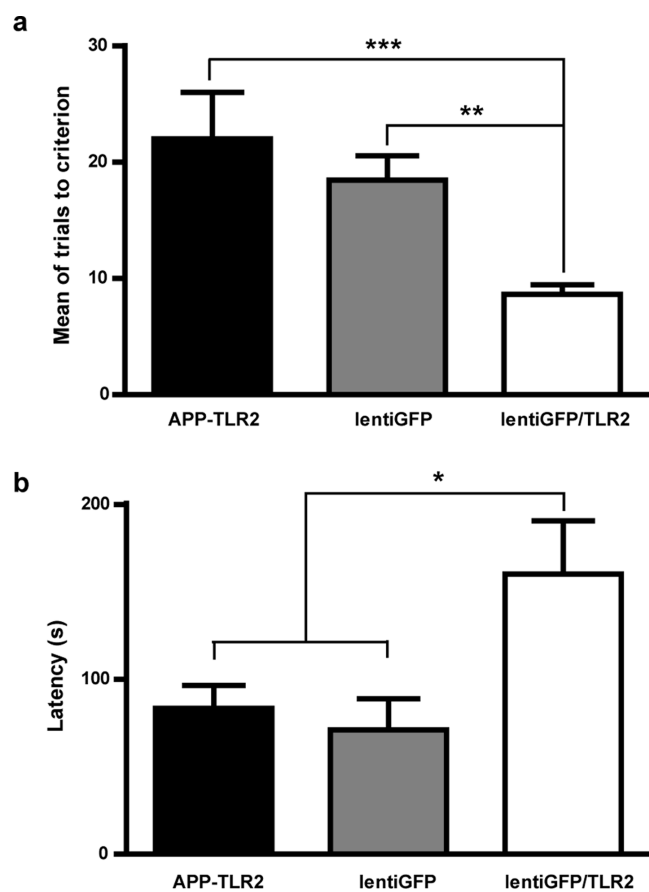 a
30
20
10
0
Mean of trials to criterion
***
**
APP-TLR2 lentiGFP lentiGFP/TLR2
b
200
100
0
Latency (s)
*
APP-TLR2 lentiGFP lentiGFP/TLR2